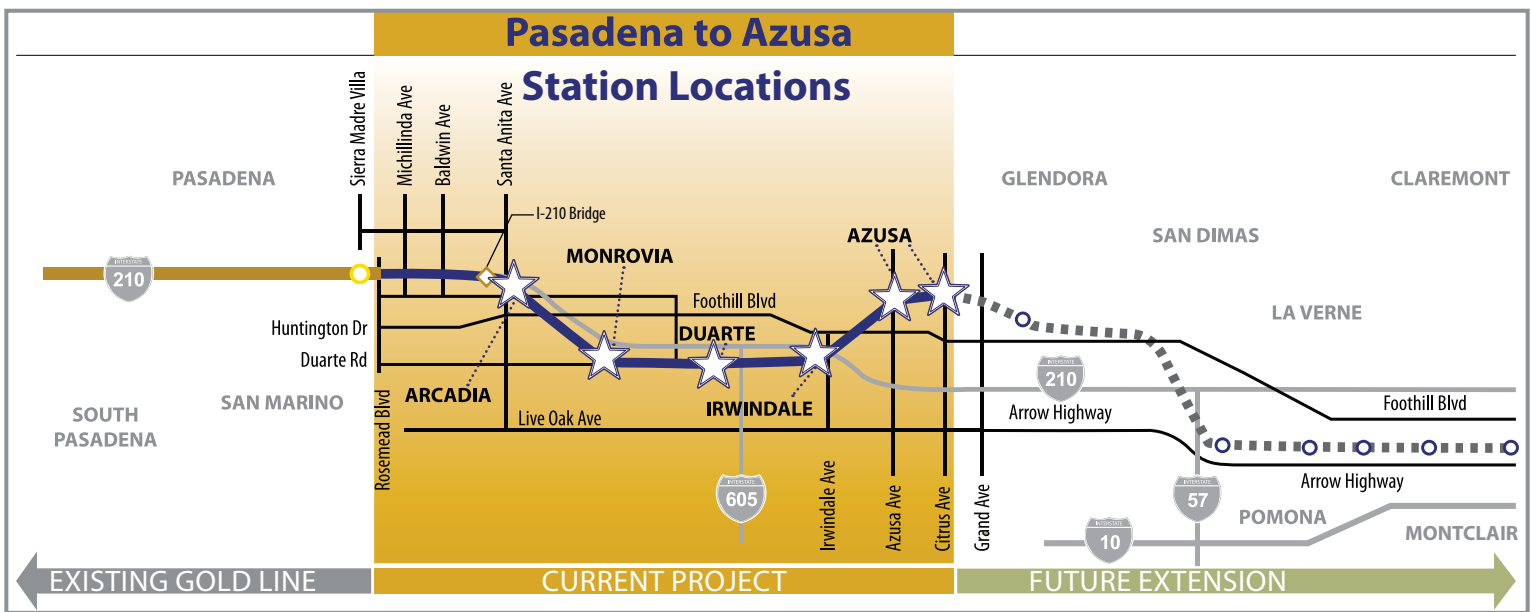 Pasadena to Azusa
Station Locations
Sierra Madre Villa
Michillinda Ave
Baldwin Ave
Santa Anita Ave
PASADENA
GLENDORA
CLAREMONT
I-210 Bridge
AZUSA
SAN DIMAS
MONROVIA
INTERSTATE
210
Foothill Blvd
LA VERNE
Huntington Dr
DUARTE
Duarte Rd
INTERSTATE
210
ARCADIA
SAN MARINO
IRWINDALE
Foothill Blvd
SOUTH
PASADENA
Live Oak Ave
Arrow Highway
Rosemead Blvd
Arrow Highway
INTERSTATE
605
Irwindale Ave
Azusa Ave
Citrus Ave
Grand Ave
INTERSTATE
57
POMONA
INTERSTATE
10
MONTCLAIR
EXISTING GOLD LINE
CURRENT PROJECT
FUTURE EXTENSION